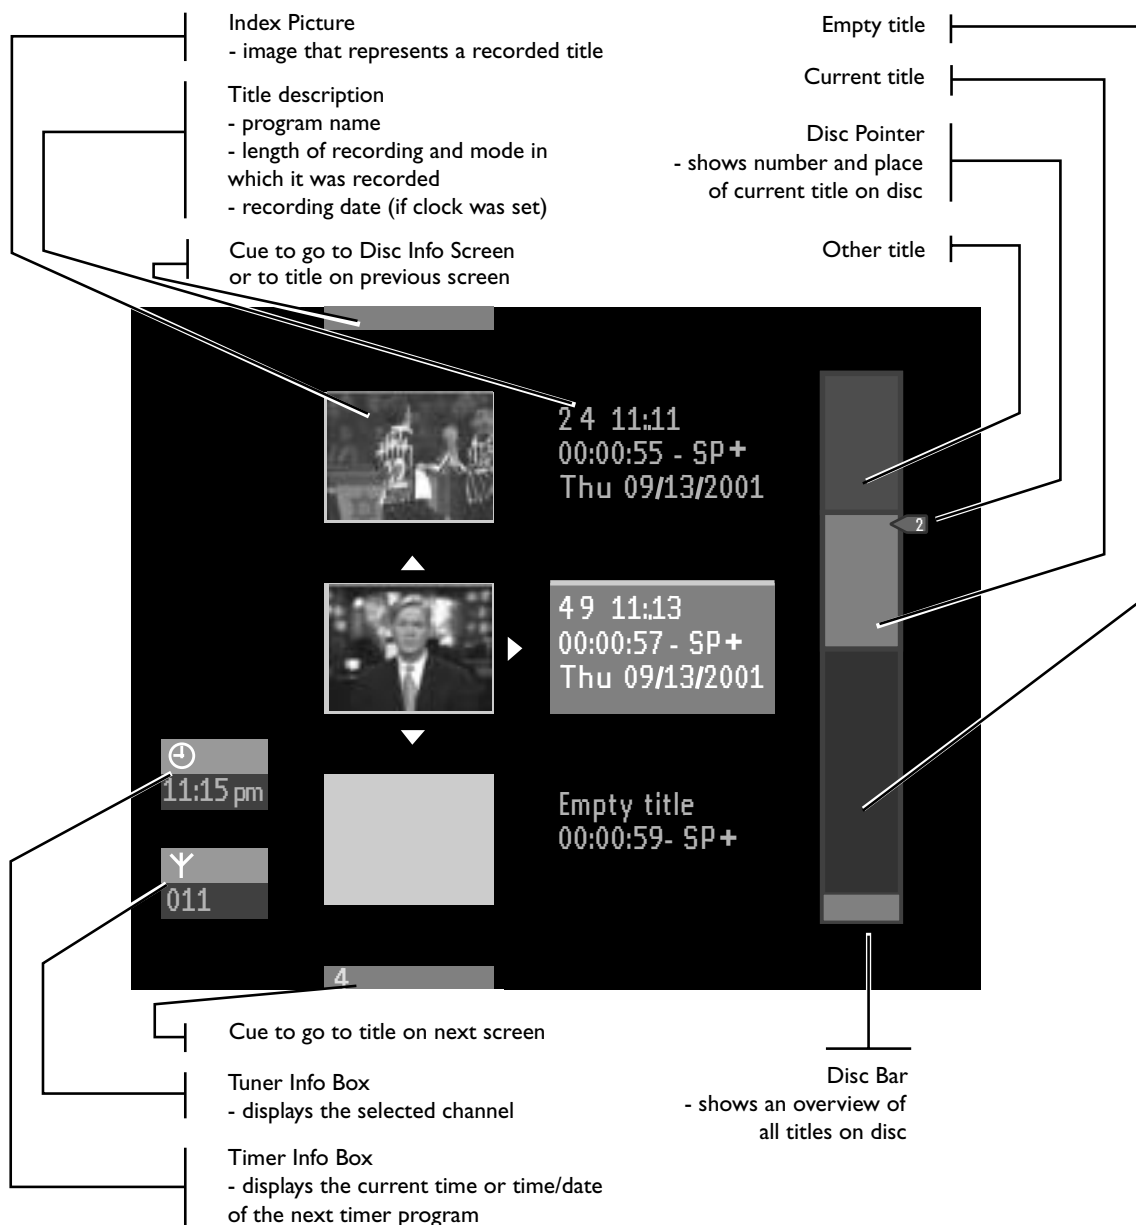 Index Picture
- image that represents a recorded title
Title description
- program name
- length of recording and mode in
which it was recorded
- recording date (if clock was set)
Cue to go to Disc Info Screen
or to title on previous screen
Empty title
Current title
Disc Pointer
- shows number and place
of current title on disc
Other title
24 11:11
00:00:55 - SP+
Thu 09/13/2001
2
49 11:13
00:00:57 - SP+
Thu 09/13/2001
11:15 pm
Empty title
00:00:59- SP+
011
4
Cue to go to title on next screen
Tuner Info Box
- displays the selected channel
Timer Info Box
- displays the current time or time/date
of the next timer program
Disc Bar
- shows an overview of
all titles on disc